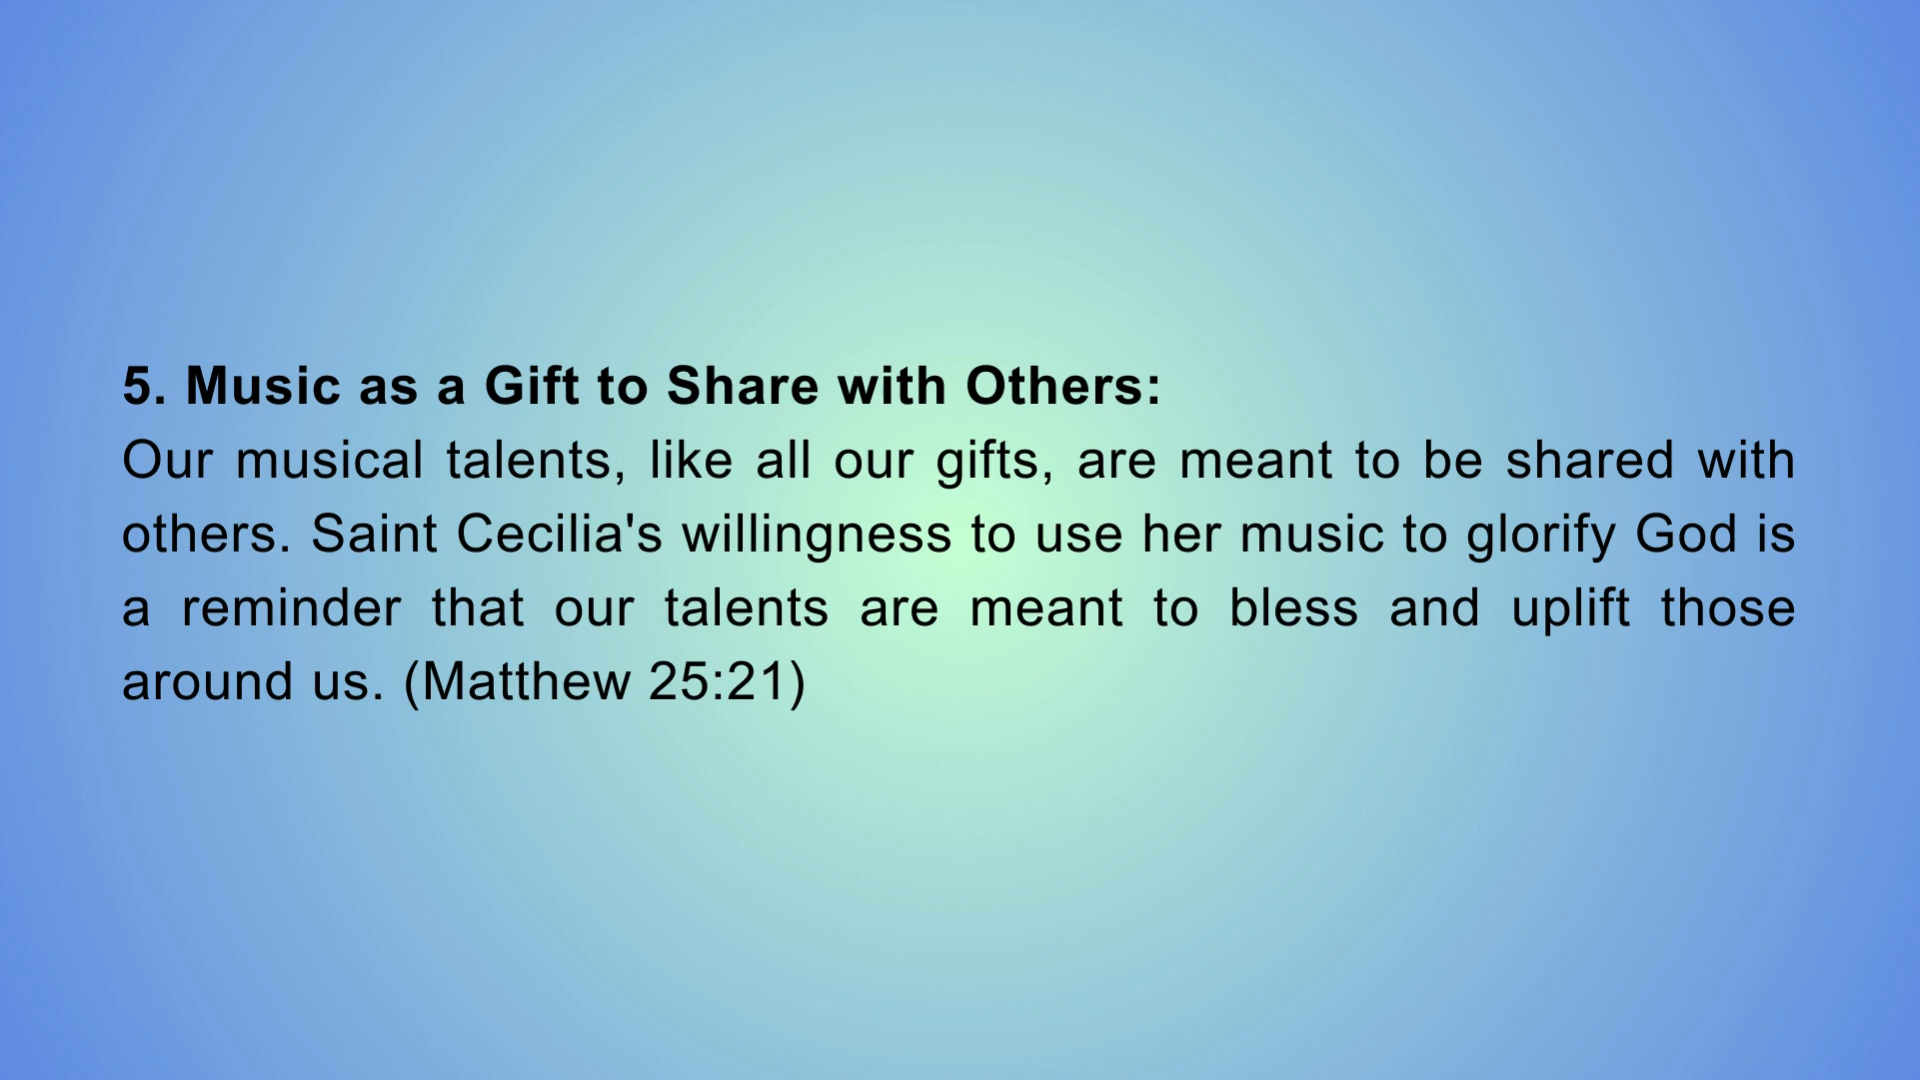 5. Music as a Gift to Share with Others:
Our musical talents, like all our gifts, are meant to be shared with
others. Saint Cecilia's willingness to use her music to glorify God is
a reminder that our talents are meant to bless and uplift those
around us. (Matthew 25:21)